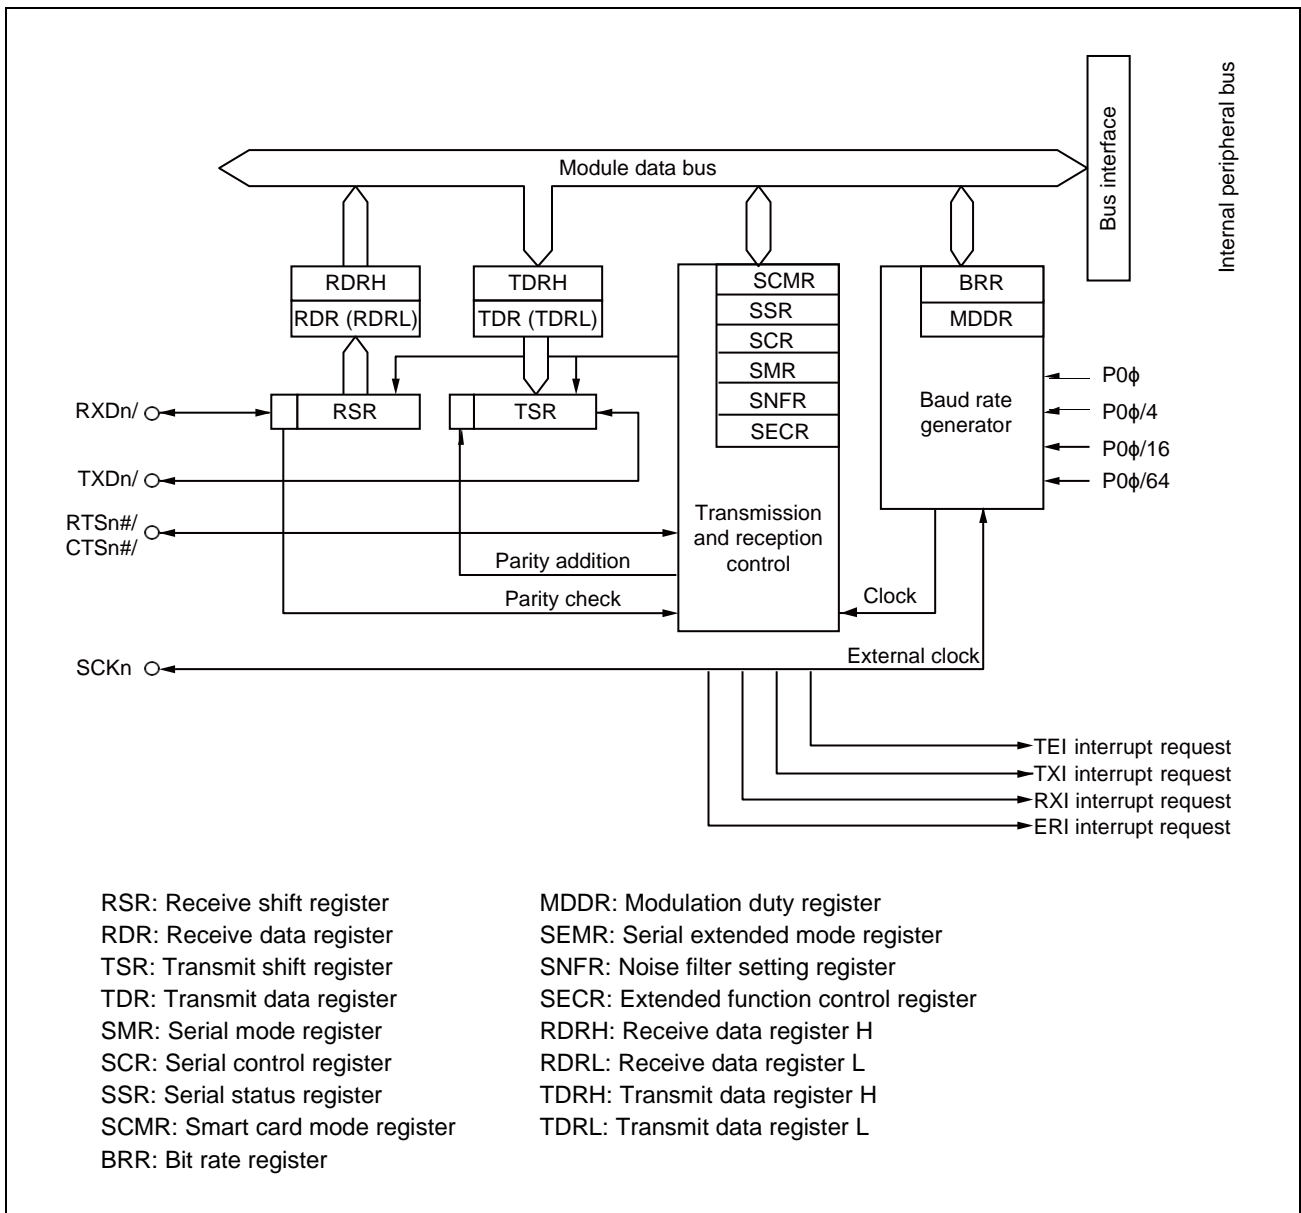 Internal peripheral bus
Bus interface
Module data bus
RDRH
RDR (RDRL)
TDRH
TDR (TDRL)
SCMR
SSR
SCR
SMR
SNFR
SECR
BRR
MDDR
Baud rate
generator
P0ϕ
P0ϕ/4
P0ϕ/16
P0ϕ/64
RXDn/
RSR
TSR
TXDn/
RTSn#/
CTSn#/
Transmission
and reception
control
Parity addition
Parity check
Clock
SCKn
External clock
TEI interrupt request
TXI interrupt request
RXI interrupt request
ERI interrupt request
RSR: Receive shift register
RDR: Receive data register
TSR: Transmit shift register
TDR: Transmit data register
SMR: Serial mode register
SCR: Serial control register
SSR: Serial status register
SCMR: Smart card mode register
BRR: Bit rate register
MDDR: Modulation duty register
SEMR: Serial extended mode register
SNFR: Noise filter setting register
SECR: Extended function control register
RDRH: Receive data register H
RDRL: Receive data register L
TDRH: Transmit data register H
TDRL: Transmit data register L